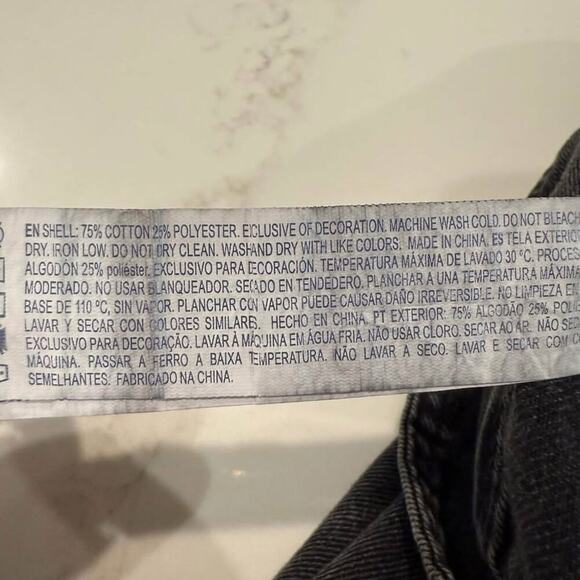 EN SHELL: 75% COTTON 25% POLYESTER. EXCLUSIVE OF DECORATION. MACHINE WASH COLD. DO NOT BLEACH
DRY. IRON LOW. DO NOT DRY CLEAN. WASH AND DRY WITH LIKE COLORS. MADE IN CHINA. ES TELA EXTERIOR
ALGODÓN 25% poliéster. EXCLUSIVO PARA DECORACIÓN. TEMPERATURA MÁXIMA DE LAVADO 30 °C. PROCES
MODERADO. NO USAR BLANQUEADOR. SECADO EN TENDEDERO. PLANCHAR A UNA TEMPERATURA MÁXIMA
BASE DE 110 °C, SIN VAPOR. PLANCHAR CON VAPOR PUEDE CAUSAR DAÑO IRREVERSIBLE. NO LIMPIEZA EN
LAVAR Y SECAR CON COLORES SIMILARES. HECHO EN CHINA. PT EXTERIOR: 75% ALGODÃO 25% POLI
EXCLUSIVO PARA DECORAÇÃO. LAVAR À MÁQUINA EM ÁGUA FRIA. NÃO USAR CLORO. SECAR AO AR. NÃO SE
MÁQUINA. PASSAR A FERRO A BAIXA TEMPERATURA. NÃO LAVAR A SECO. LAVAR E SECAR COM CO
SEMELHANTES. FABRICADO NA CHINA.